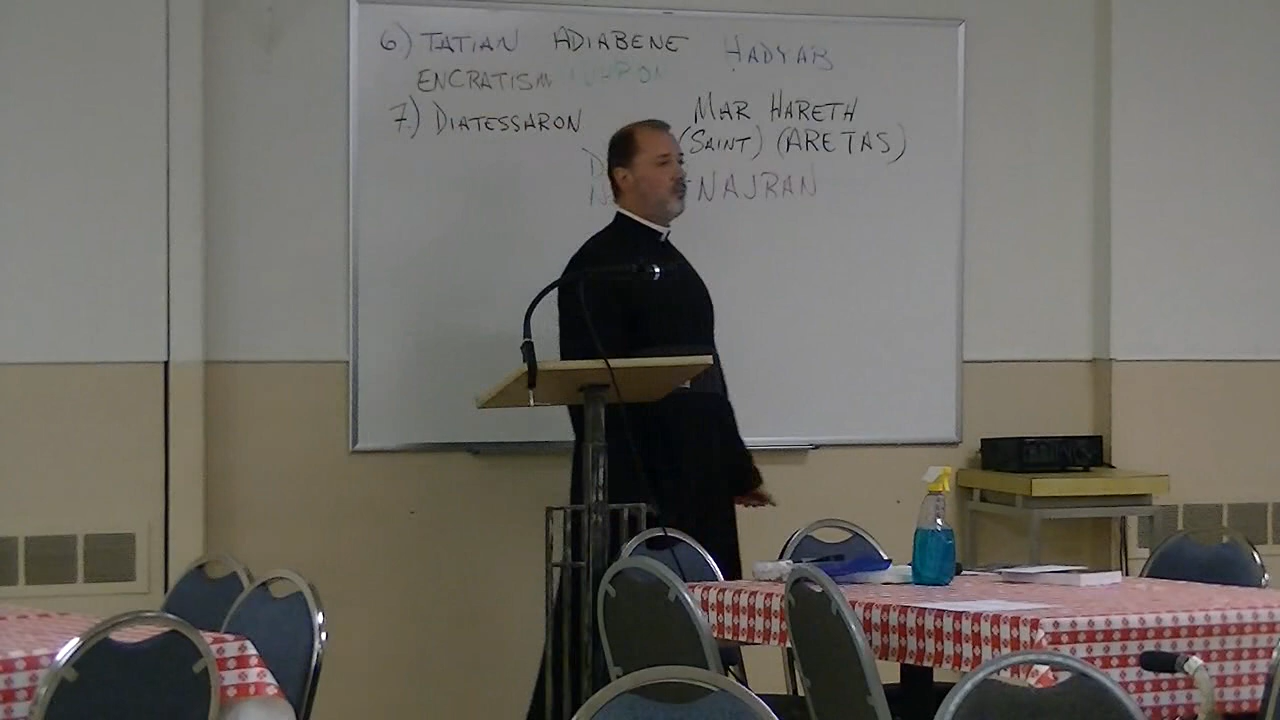 6) TATIAN ADIABENE HADYAB
ENCRATISM
7.) DIATESSARON MAR HARETH
(SAINT) (ARETAS)
NAJRAN